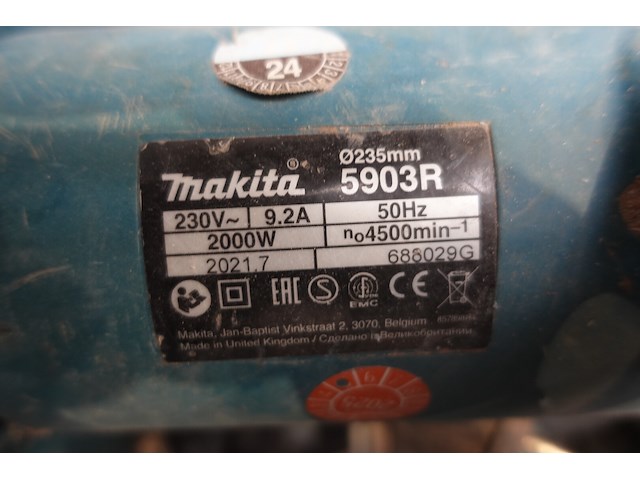 24
Ø235mm
makita® 5903R
230V~ 9.2A 50Hz
2000W n₀4500min⁻¹
2021.7 688029G
EAC S EMC CE
Makita, Jan-Baptist Vinkstraat 2, 3070, Belgium
Made in United Kingdom / Сделано в Великобритании
6